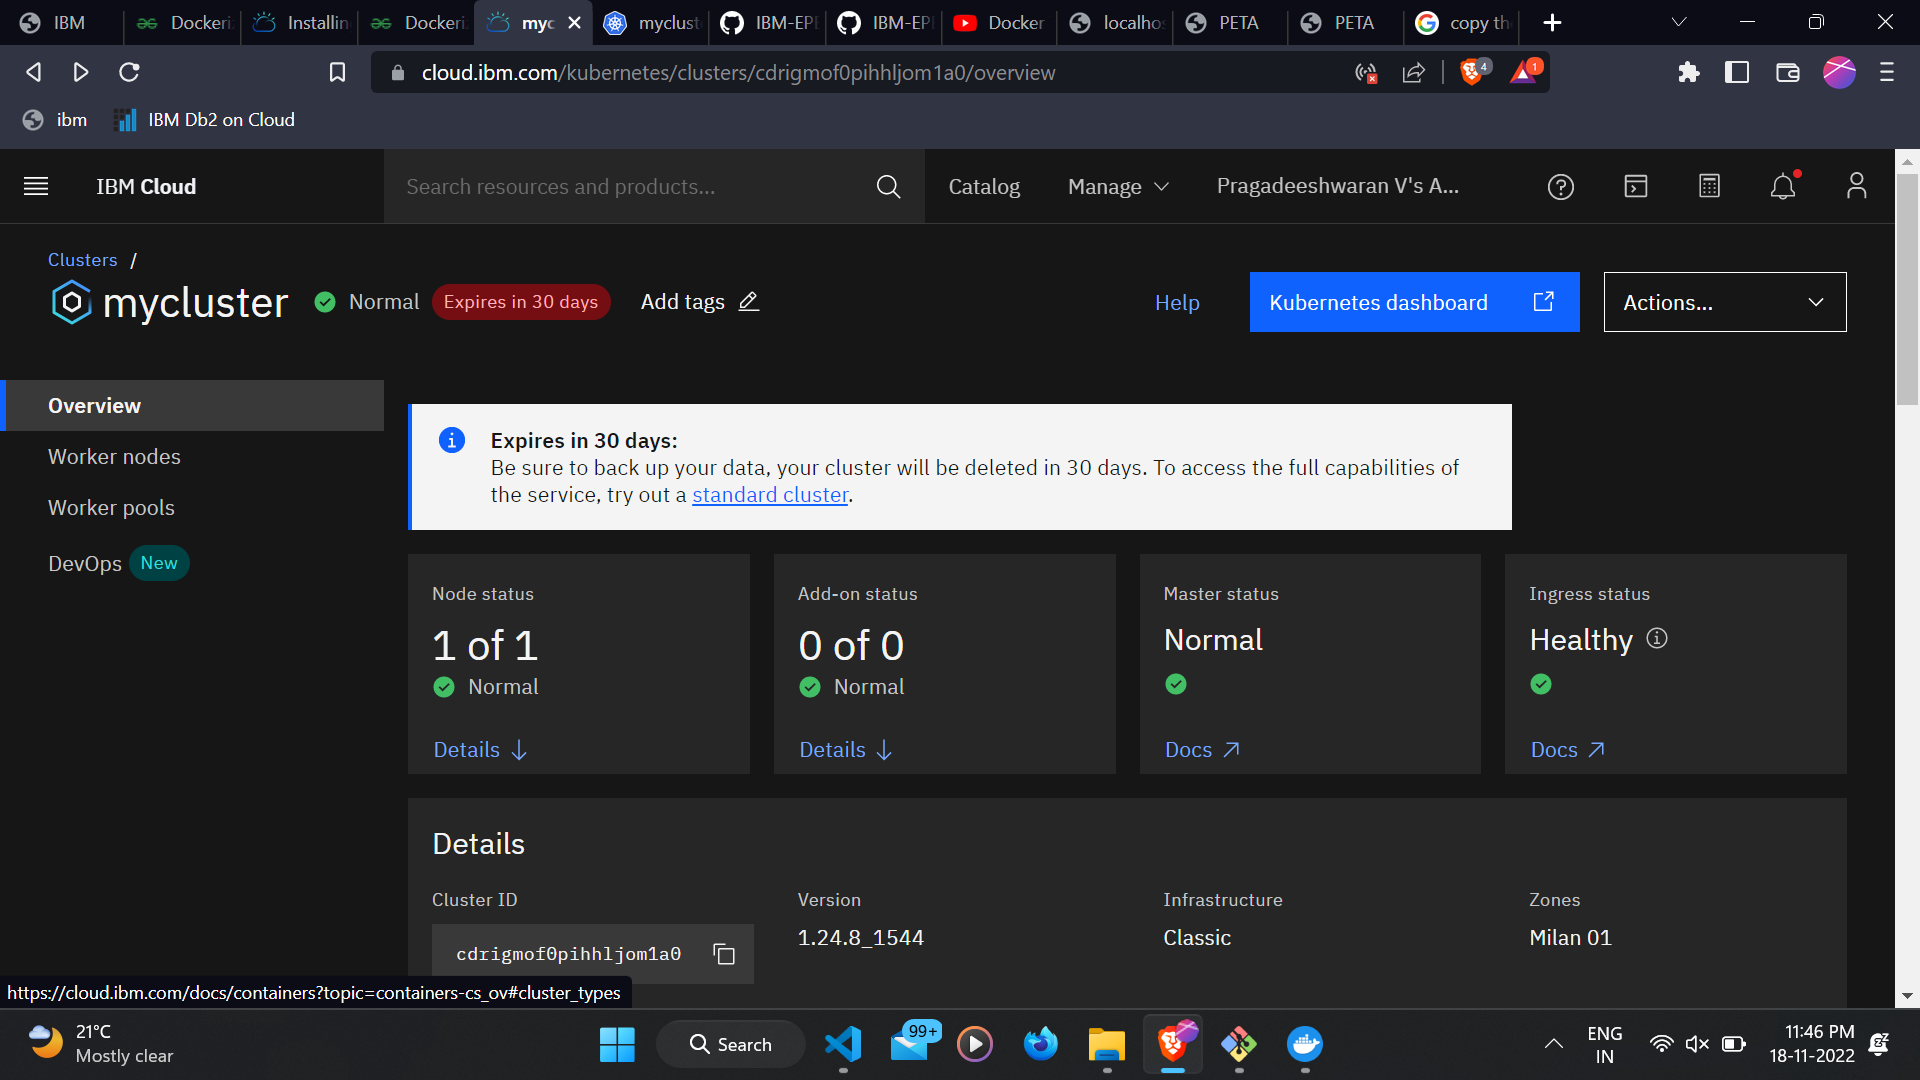 IBM
Dockeri
Installin
Dockeri
myc
myclust
IBM-EPI
IBM-EPI
Docker
localhos
PETA
PETA
copy th
cloud.ibm.com/kubernetes/clusters/cdrigmof0pihhljom1a0/overview
4
1
ibm
IBM Db2 on Cloud
IBM Cloud
Search resources and products...
Catalog
Manage
Pragadeeshwaran V's A...
Clusters /
mycluster
Normal
Expires in 30 days
Add tags
Help
Kubernetes dashboard
Actions...
Overview
Worker nodes
Worker pools
DevOps New
Expires in 30 days:
Be sure to back up your data, your cluster will be deleted in 30 days. To access the full capabilities of
the service, try out a standard cluster.
Node status
1 of 1
Normal
Details
Add-on status
0 of 0
Normal
Details
Master status
Normal
Docs
Ingress status
Healthy
Docs
Details
Cluster ID
cdrigmof0pihhljom1a0
Version
1.24.8_1544
Infrastructure
Classic
Zones
Milan 01
https://cloud.ibm.com/docs/containers?topic=containers-cs_ov#cluster_types
21°C
Mostly clear
Search
99+
ENG
IN
11:46 PM
18-11-2022